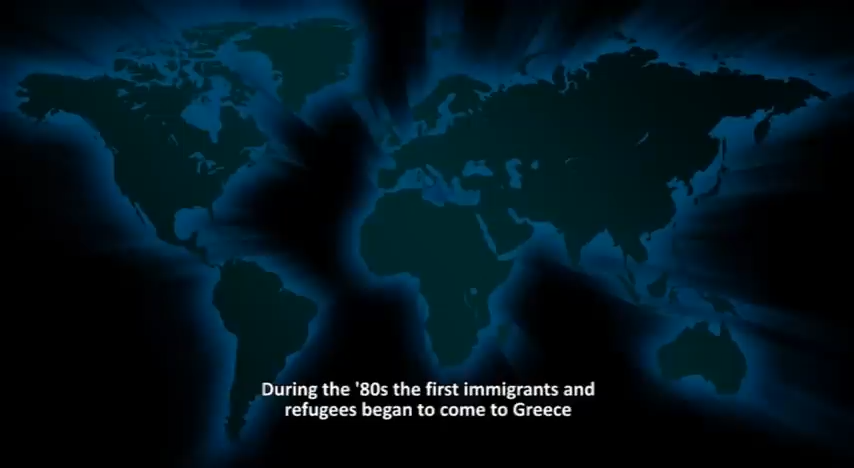 During the '80s the first immigrants and
refugees began to come to Greece